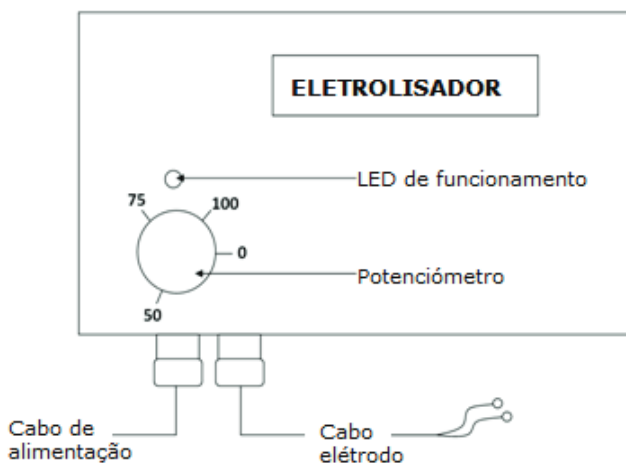 ELETROLISADOR
LED de funcionamento
75
100
0
Potenciómetro
50
Cabo de
alimentação
Cabo
elétrodo